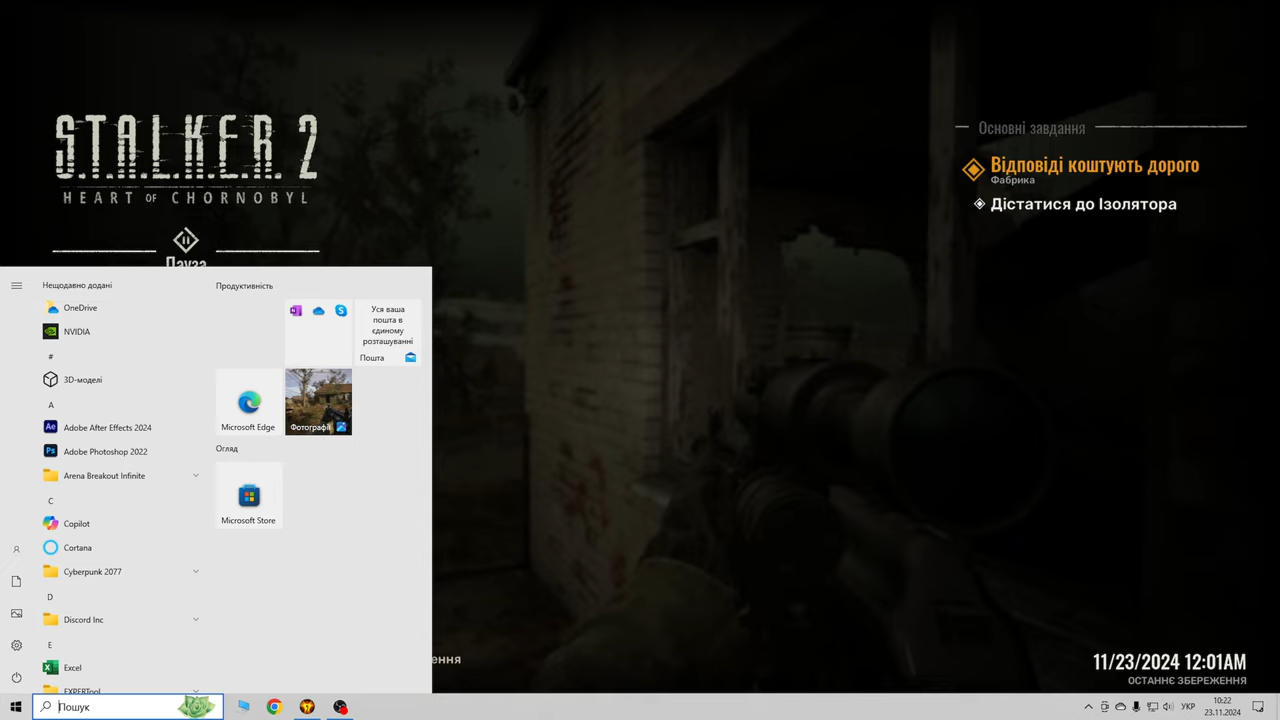 S.T.A.L.K.E.R. 2
HEART OF CHORNOBYL
Пауза
Основні завдання
Відповіді коштують дорого
Фабрика
Дістатися до Ізолятора
Нещодавно додані
OneDrive
NVIDIA
#
3D-моделі
A
Adobe After Effects 2024
Adobe Photoshop 2022
Arena Breakout Infinite
C
Copilot
Cortana
Cyberpunk 2077
D
Discord Inc
E
Excel
EXPERTool
Продуктивність
Уся ваша
пошта в
єдиному
розташуванні
Пошта
Microsoft Edge
Фотографії
Огляд
Microsoft Store
ення
11/23/2024 12:01AM
ОСТАННЄ ЗБЕРЕЖЕННЯ
Пошук
УКР
10:22
23.11.2024